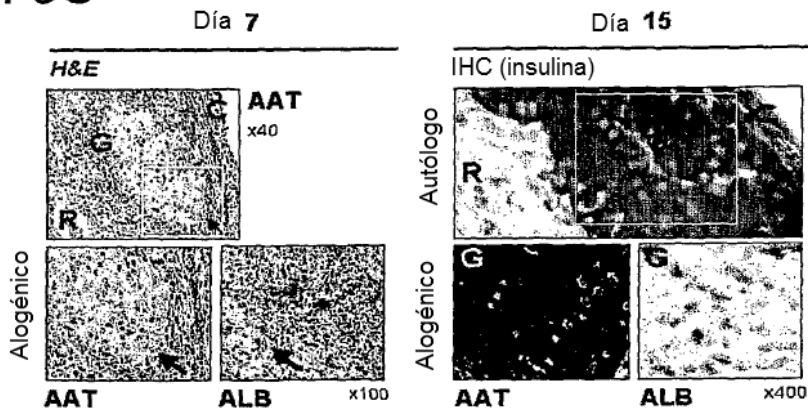 Día 7
H&E
AAT
x40
G
C
R
Alogénico
AAT
ALB
x100
Día 15
IHC (insulina)
Autólogo
R
Alogénico
G
G
AAT
ALB
x400